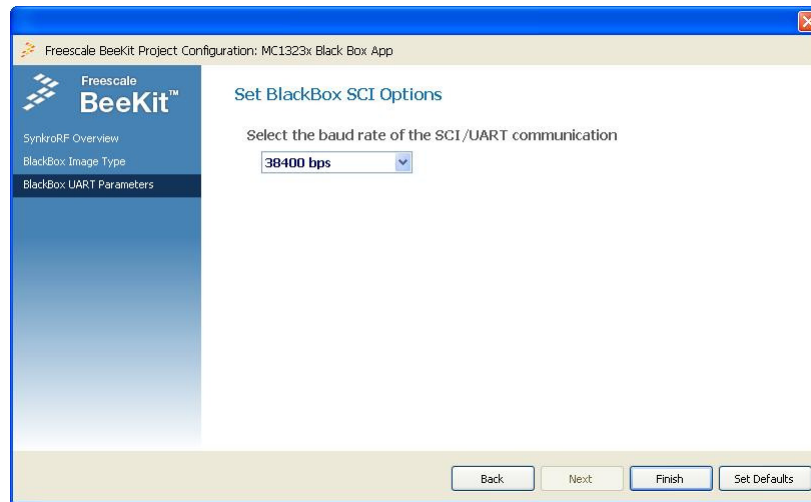 Freescale BeeKit Project Configuration: MC1323x Black Box App
Freescale
BeeKit™
SynkroRF Overview
BlackBox Image Type
BlackBox UART Parameters
Set BlackBox SCI Options
Select the baud rate of the SCI/UART communication
38400 bps
Back Next Finish Set Defaults